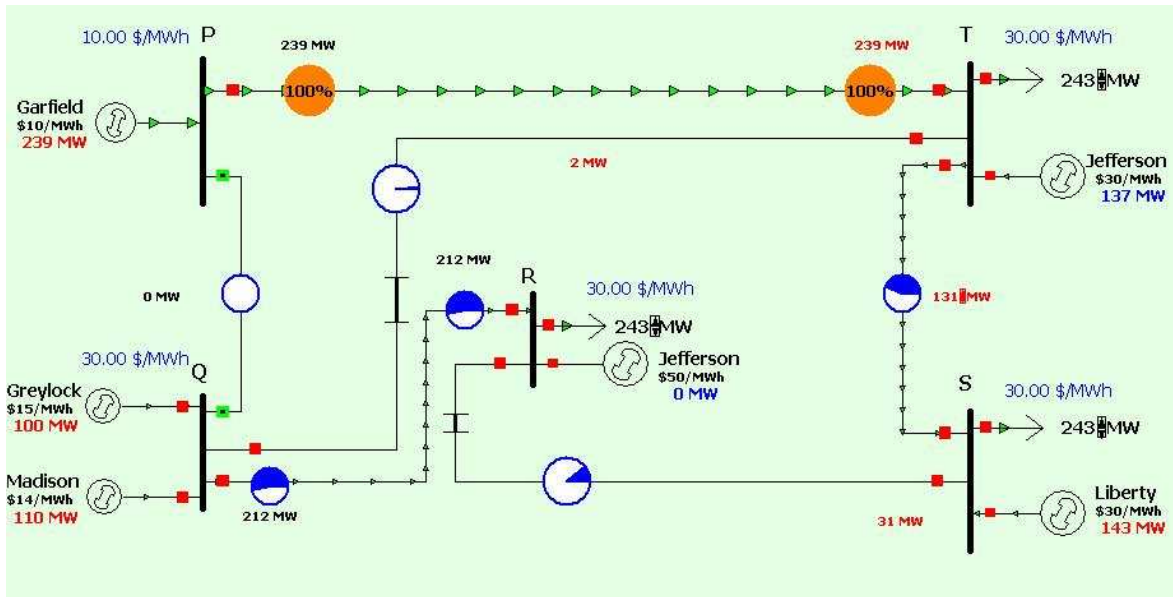 P
10.00 $/MWh
239 MW
239 MW
T
30.00 $/MWh
100%
100%
243 MW
Garfield
$10/MWh
239 MW
2 MW
Jefferson
$30/MWh
137 MW
0 MW
212 MW
R
30.00 $/MWh
131 MW
243 MW
Jefferson
$50/MWh
0 MW
30.00 $/MWh
Q
Greylock
$15/MWh
100 MW
30.00 $/MWh
S
243 MW
Madison
$14/MWh
110 MW
212 MW
31 MW
Liberty
$30/MWh
143 MW